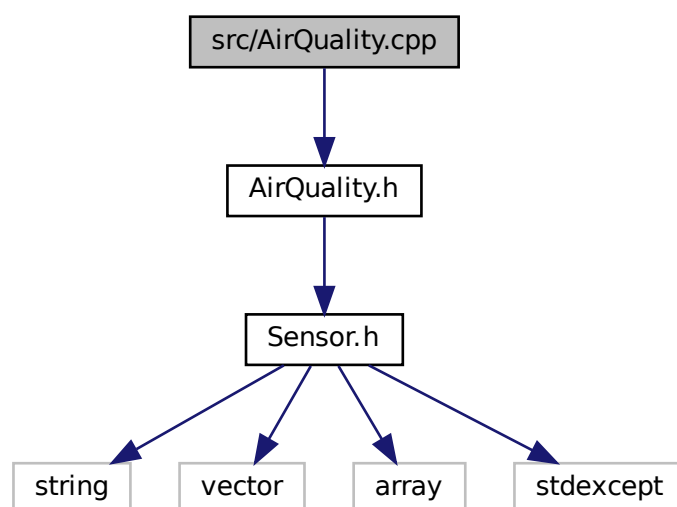 src/AirQuality.cpp
AirQuality.h
Sensor.h
string vector array stdexcept